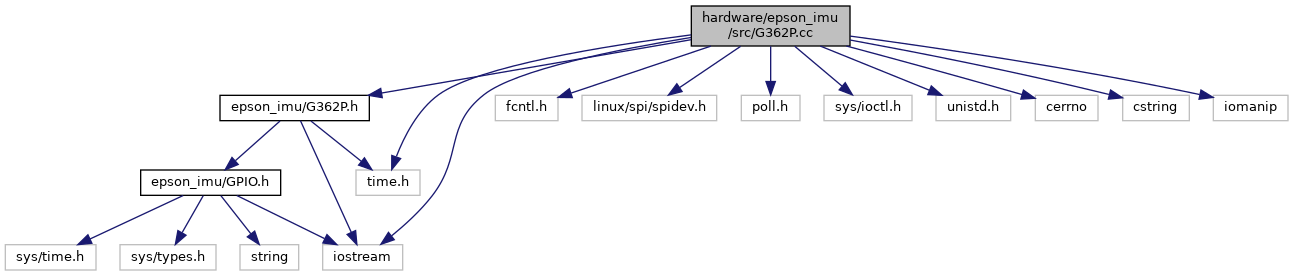 hardware/epson_imu
/src/G362P.cc
epson_imu/G362P.h
fcntl.h
linux/spi/spidev.h
poll.h
sys/ioctl.h
unistd.h
cerrno
cstring
iomanip
epson_imu/GPIO.h
time.h
sys/time.h
sys/types.h
string
iostream